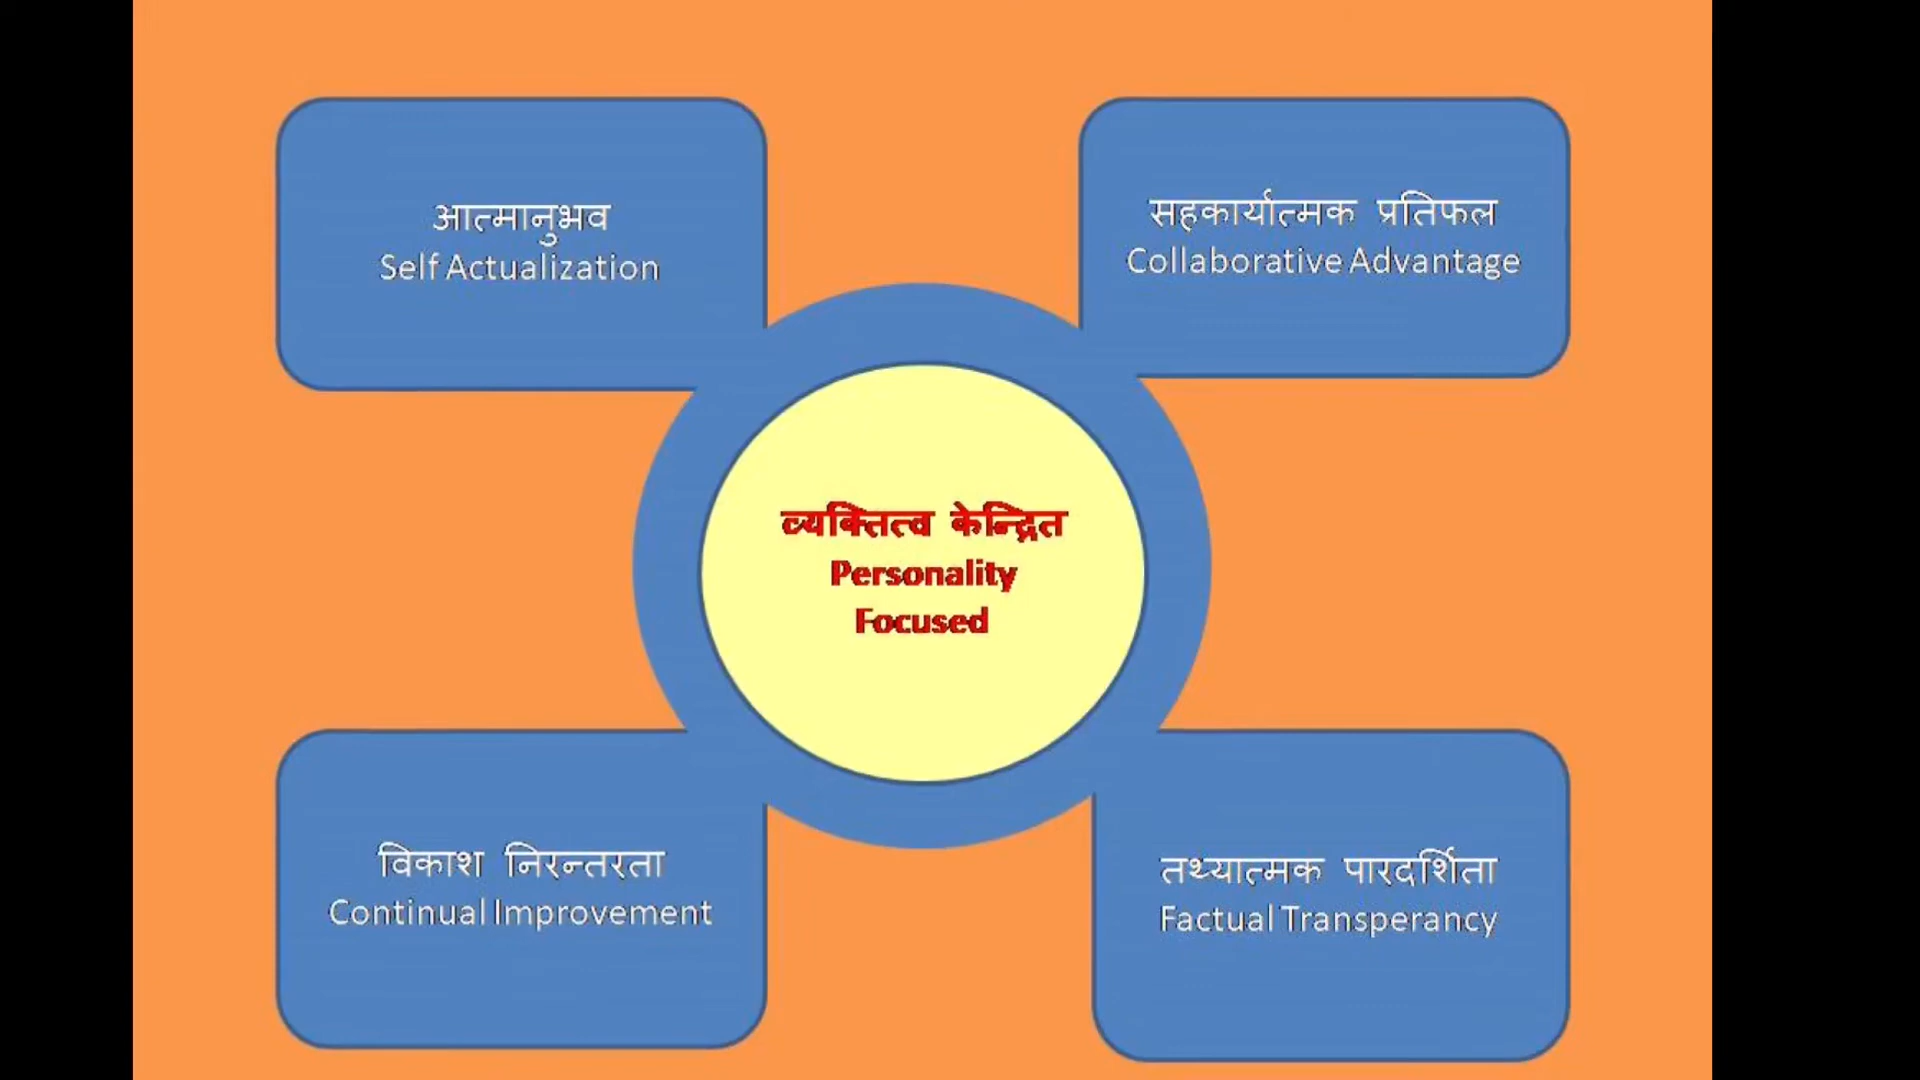 आत्मानुभव
Self Actualization
सहकार्यात्मक प्रतिफल
Collaborative Advantage
व्यक्तित्व केन्द्रित
Personality
Focused
विकाश निरन्तरता
Continual Improvement
तथ्यात्मक पारदर्शिता
Factual Transperancy